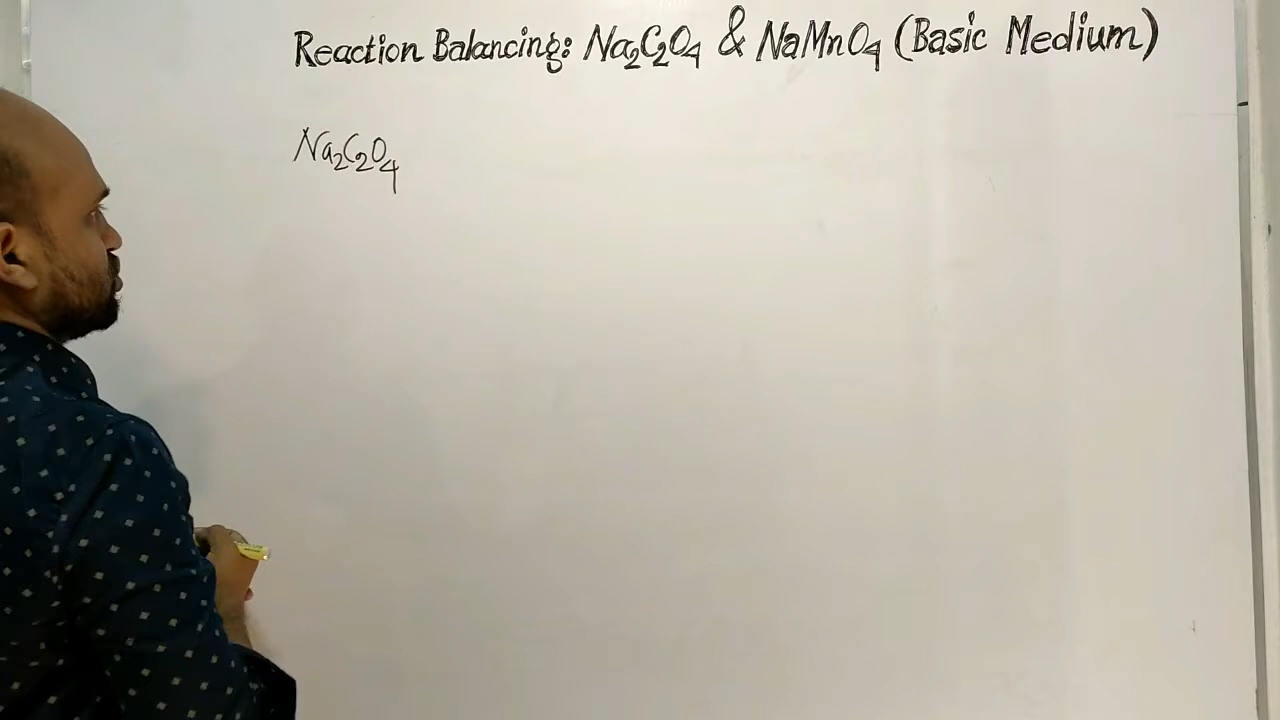 Reaction Balancing: Na₂C₂O₄ & NaMnO₄ (Basic Medium)
Na₂C₂O₄